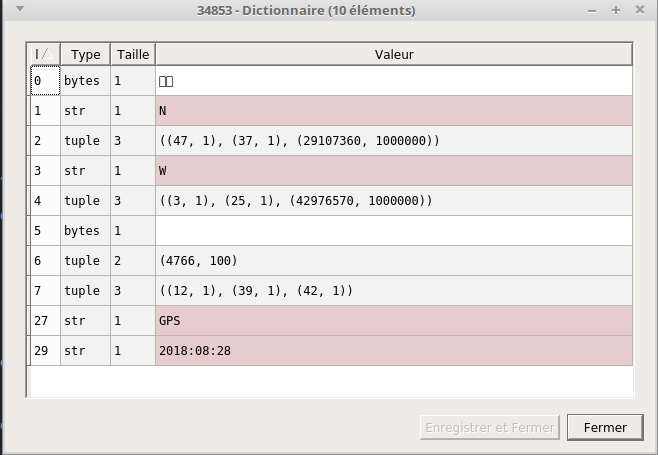 34853 - Dictionnaire (10 éléments)
I Type Taille Valeur
0 bytes 1
1 str 1 N
2 tuple 3 ((47, 1), (37, 1), (29107360, 1000000))
3 str 1 W
4 tuple 3 ((3, 1), (25, 1), (42976570, 1000000))
5 bytes 1
6 tuple 2 (4766, 100)
7 tuple 3 ((12, 1), (39, 1), (42, 1))
27 str 1 GPS
29 str 1 2018:08:28
Enregistrer et Fermer Fermer